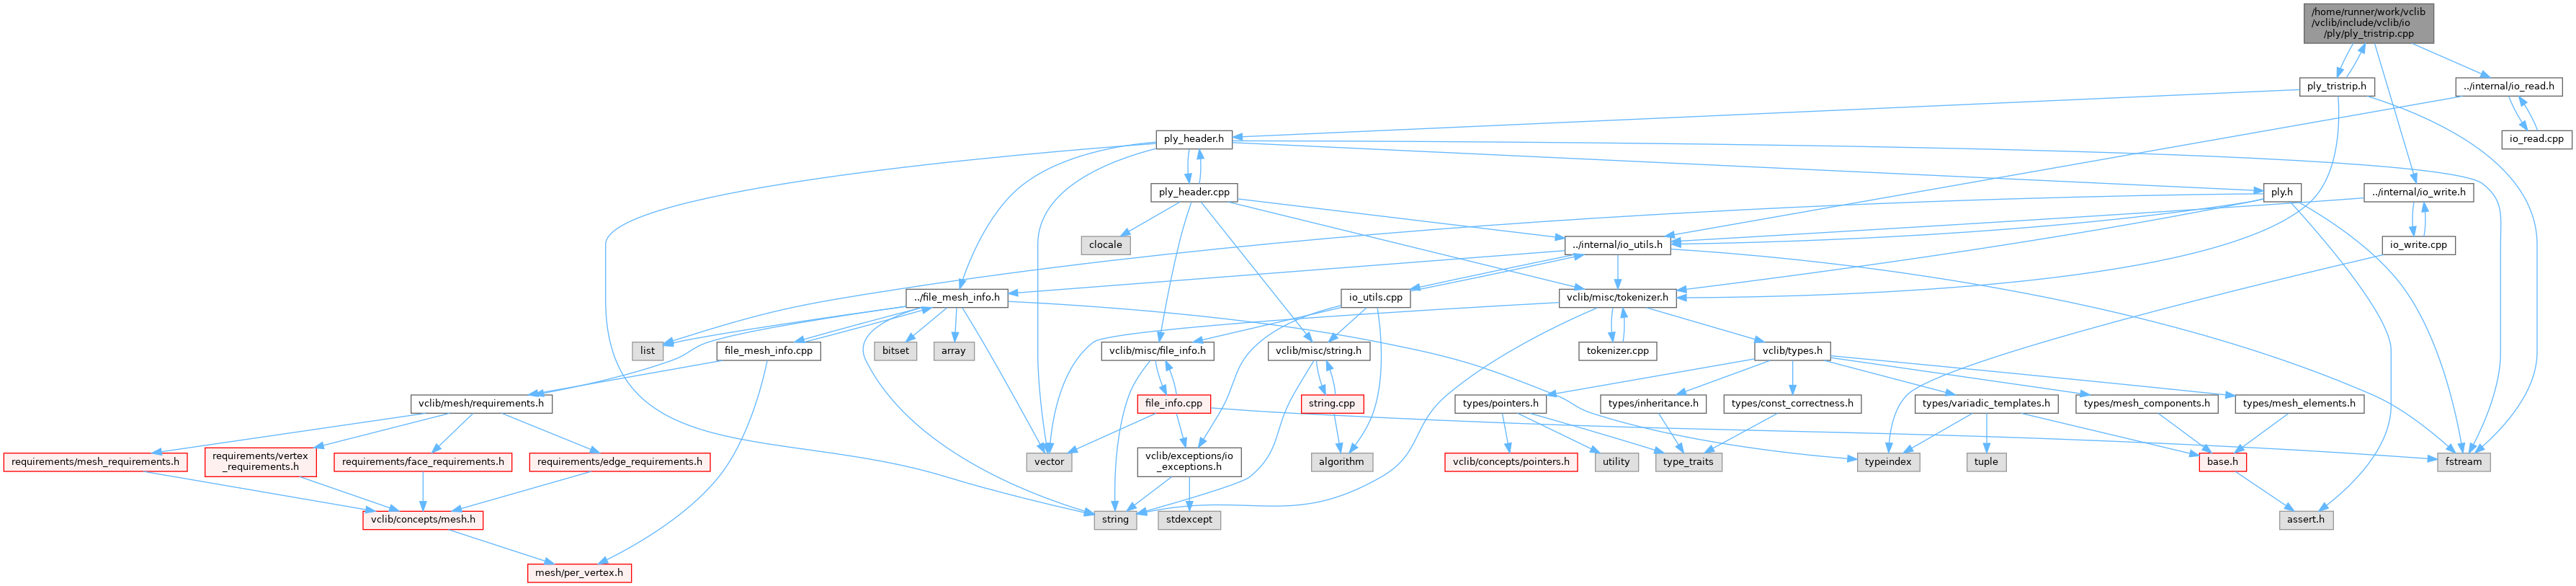 /home/runner/work/vclib
/vclib/include/vclib/io
/ply/ply_tristrip.cpp
ply_tristrip.h
../internal/io_read.h
ply_header.h
io_read.cpp
ply_header.cpp
ply.h
../internal/io_write.h
clocale
../internal/io_utils.h
io_write.cpp
../file_mesh_info.h
io_utils.cpp
vclib/misc/tokenizer.h
list
file_mesh_info.cpp
bitset
array
vclib/misc/file_info.h
vclib/misc/string.h
tokenizer.cpp
vclib/types.h
vclib/mesh/requirements.h
file_info.cpp
string.cpp
types/pointers.h
types/inheritance.h
types/const_correctness.h
types/variadic_templates.h
types/mesh_components.h
types/mesh_elements.h
requirements/mesh_requirements.h
requirements/vertex
_requirements.h
requirements/face_requirements.h
requirements/edge_requirements.h
vector
vclib/exceptions/io
_exceptions.h
algorithm
vclib/concepts/pointers.h
utility
type_traits
typeindex
tuple
base.h
fstream
vclib/concepts/mesh.h
string
stdexcept
assert.h
mesh/per_vertex.h